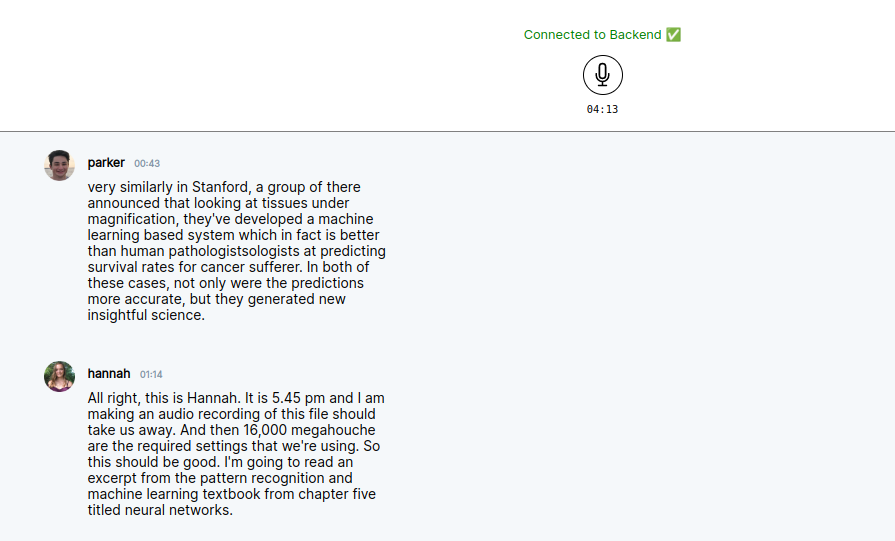 Connected to Backend ✅
04:13
parker 00:43
very similarly in Stanford, a group of there
announced that looking at tissues under
magnification, they've developed a machine
learning based system which in fact is better
than human pathologistsologists at predicting
survival rates for cancer sufferer. In both of
these cases, not only were the predictions
more accurate, but they generated new
insightful science.
hannah 01:14
All right, this is Hannah. It is 5.45 pm and I am
making an audio recording of this file should
take us away. And then 16,000 megahouche
are the required settings that we're using. So
this should be good. I'm going to read an
excerpt from the pattern recognition and
machine learning textbook from chapter five
titled neural networks.